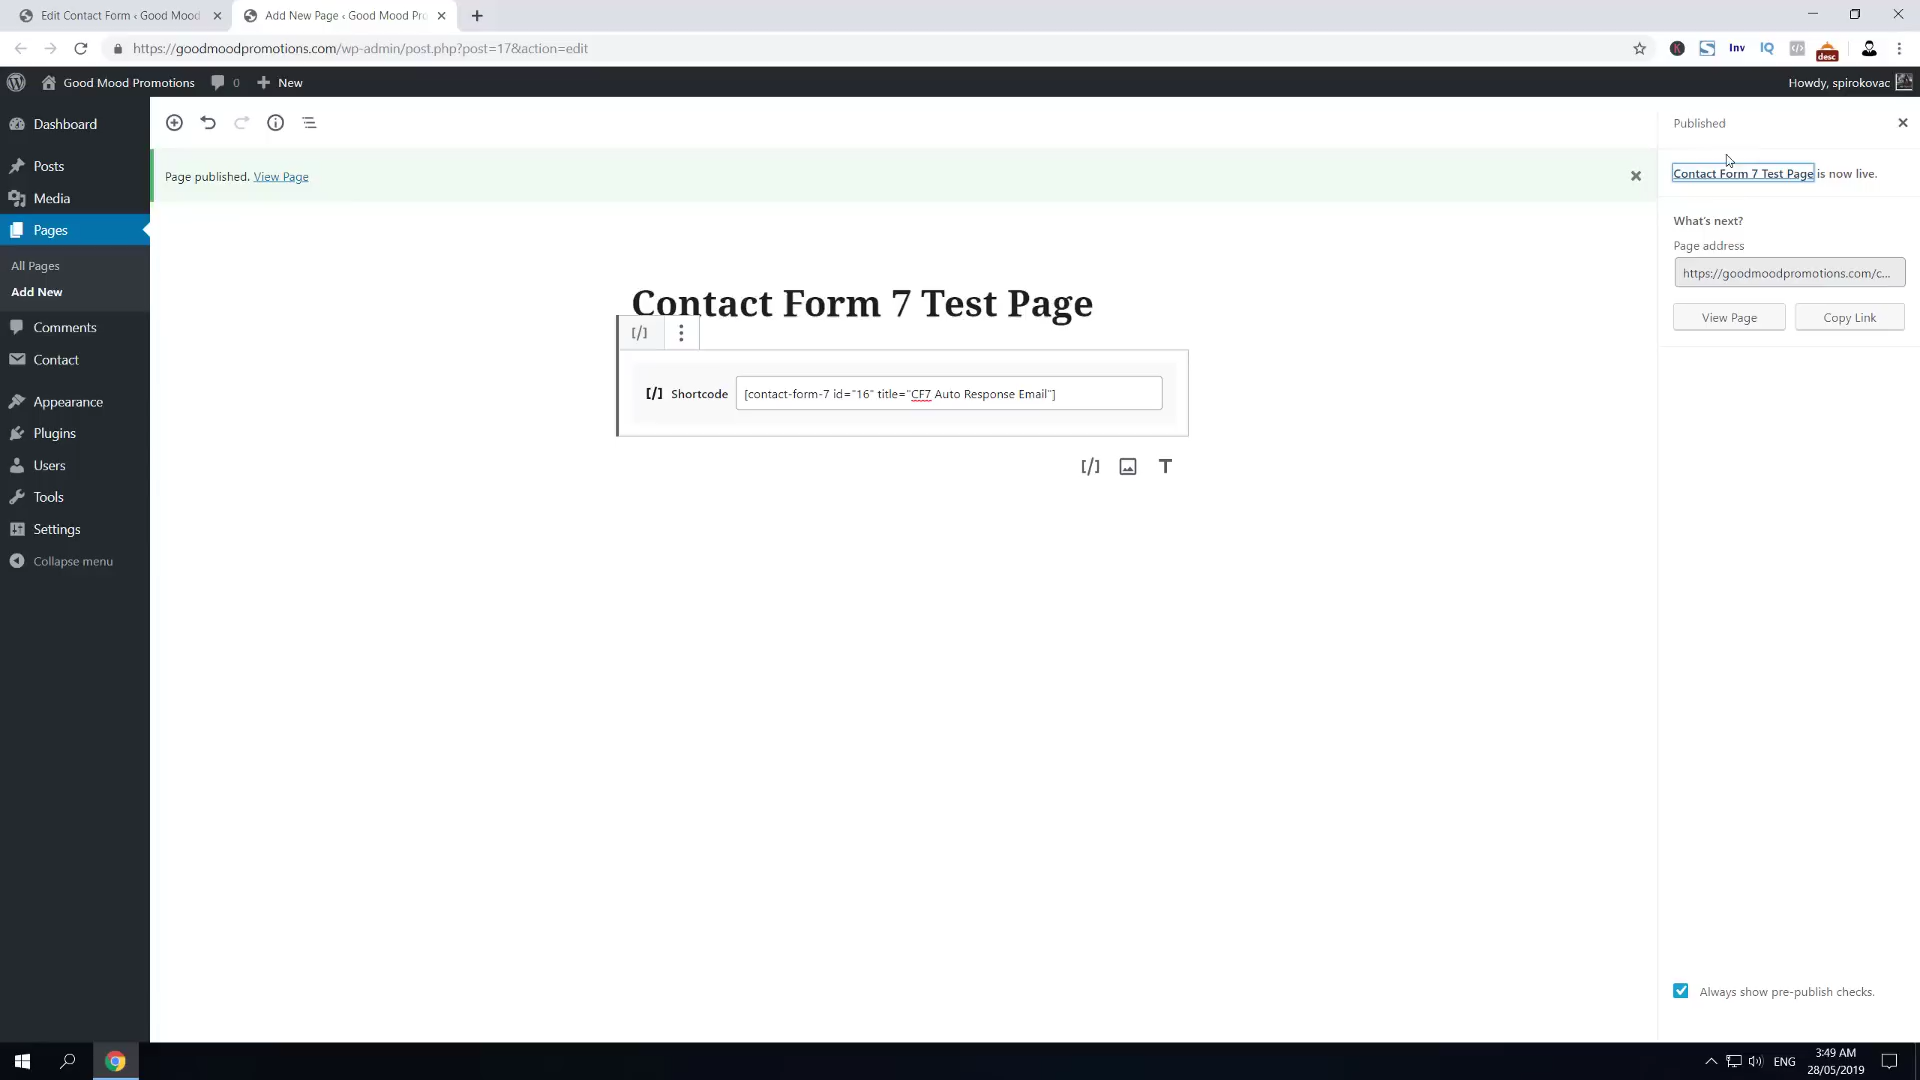 Edit Contact Form ‹ Good Mood
Add New Page ‹ Good Mood Pro
https://goodmoodpromotions.com/wp-admin/post.php?post=17&action=edit
Inv
IQ
desc
Good Mood Promotions
0
New
Howdy, spirokovac
Dashboard
Posts
Media
Pages
All Pages
Add New
Comments
Contact
Appearance
Plugins
Users
Tools
Settings
Collapse menu
Page published. View Page
Contact Form 7 Test Page
[/]
[/] Shortcode
[contact-form-7 id="16" title="CF7 Auto Response Email"]
[/]
T
Published
Contact Form 7 Test Page is now live.
What's next?
Page address
https://goodmoodpromotions.com/c...
View Page
Copy Link
Always show pre-publish checks.
ENG
3:49 AM
28/05/2019